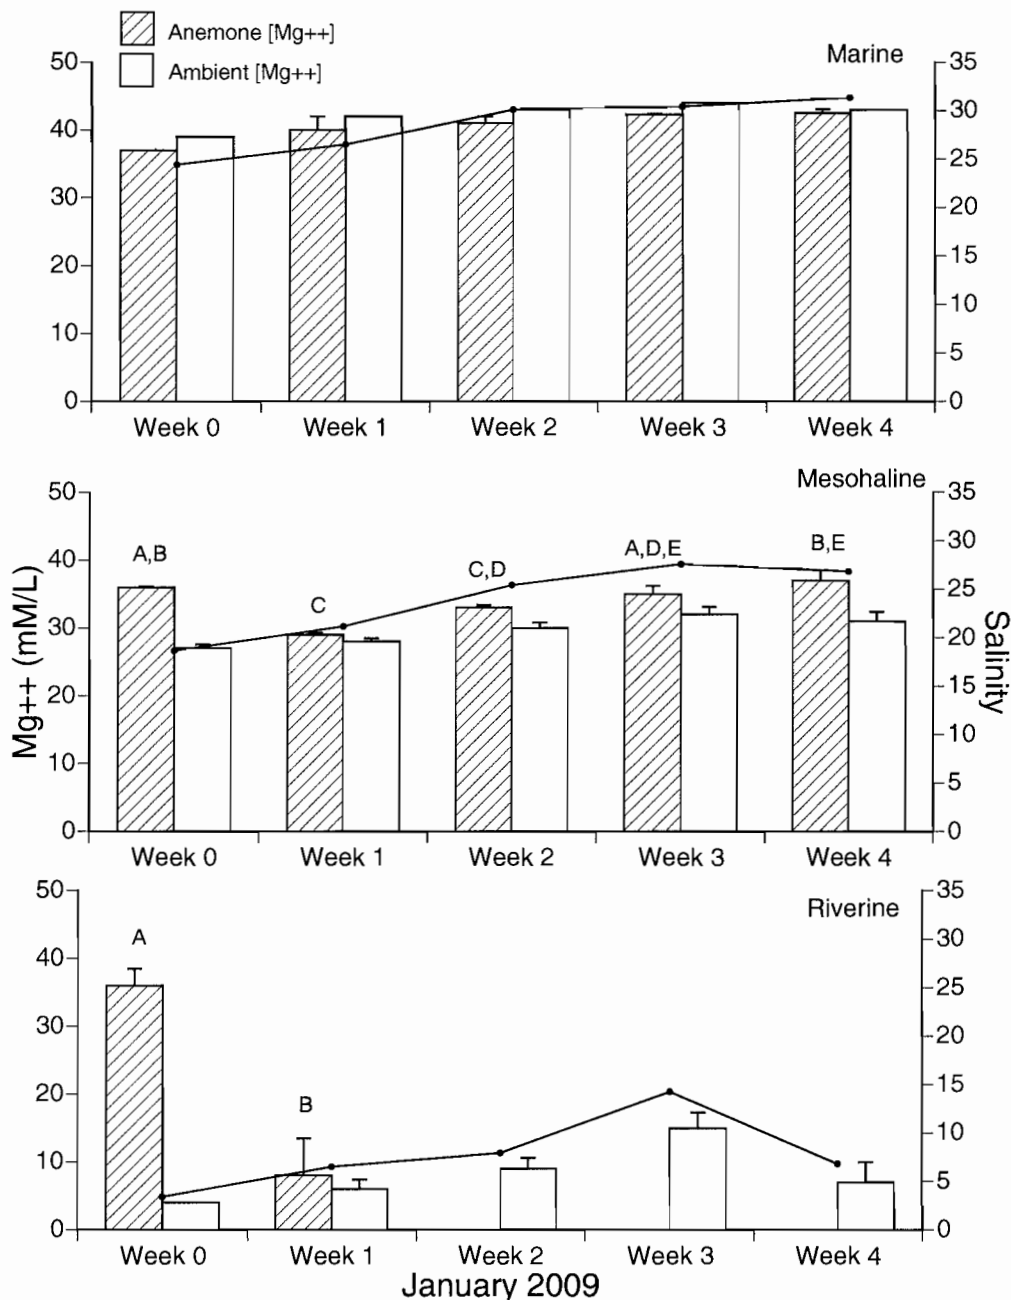 Anemone [Mg++]
Ambient [Mg++]
Marine
50 35
40 30
30 25
20 20
10 15
0 10
5
0
Week 0 Week 1 Week 2 Week 3 Week 4
Mesohaline
50 35
40 30
30 25
20 20
10 15
0 10
5
0
A,B C C,D A,D,E B,E
Week 0 Week 1 Week 2 Week 3 Week 4
Mg++ (mM/L)
Salinity
Riverine
50 35
40 30
30 25
20 20
10 15
0 10
5
0
A B
Week 0 Week 1 Week 2 Week 3 Week 4
January 2009